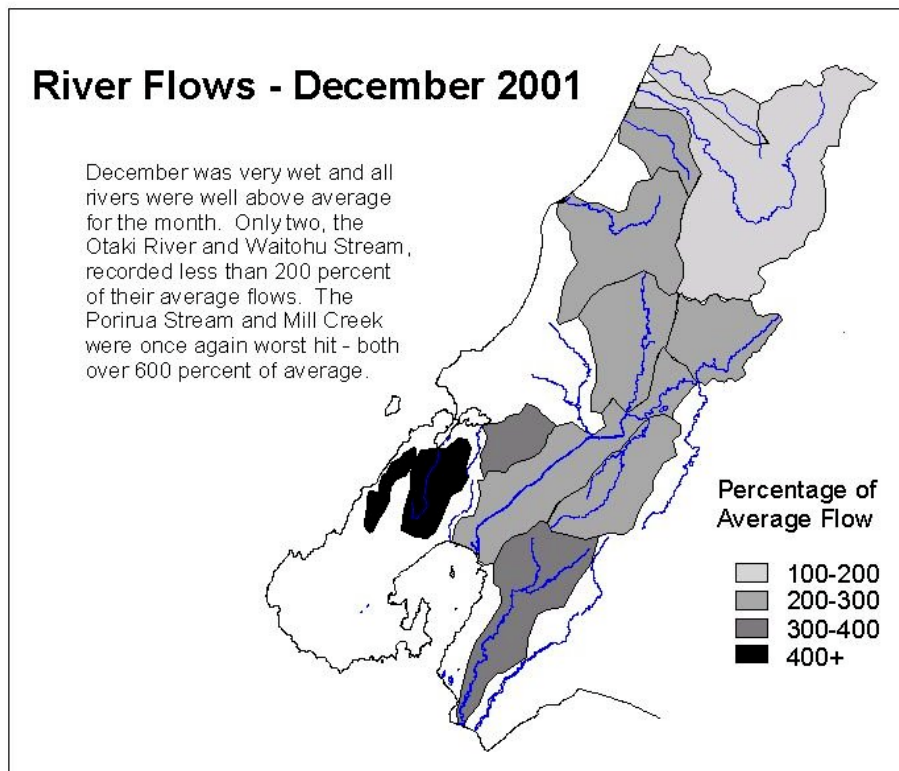 River Flows - December 2001
December was very wet and all
rivers were well above average
for the month. Only two, the
Otaki River and Waitohu Stream,
recorded less than 200 percent
of their average flows. The
Porirua Stream and Mill Creek
were once again worst hit - both
over 600 percent of average.
Percentage of
Average Flow
100-200
200-300
300-400
400+